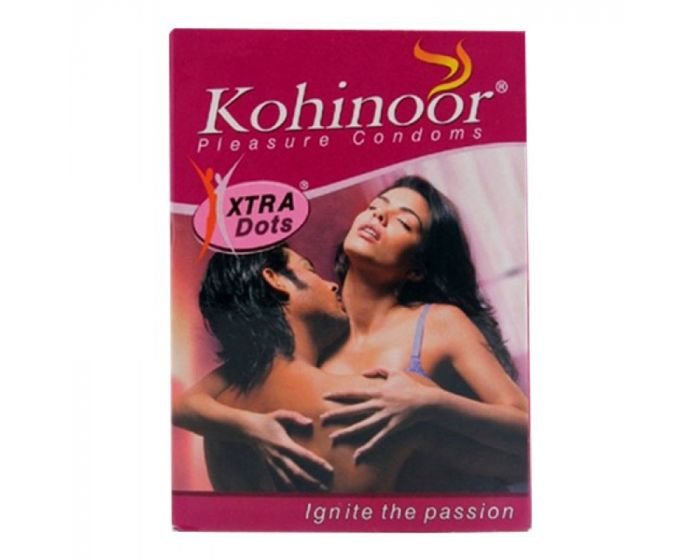 Kohinoor®
Pleasure Condoms
XTRA®
Dots
Ignite the passion